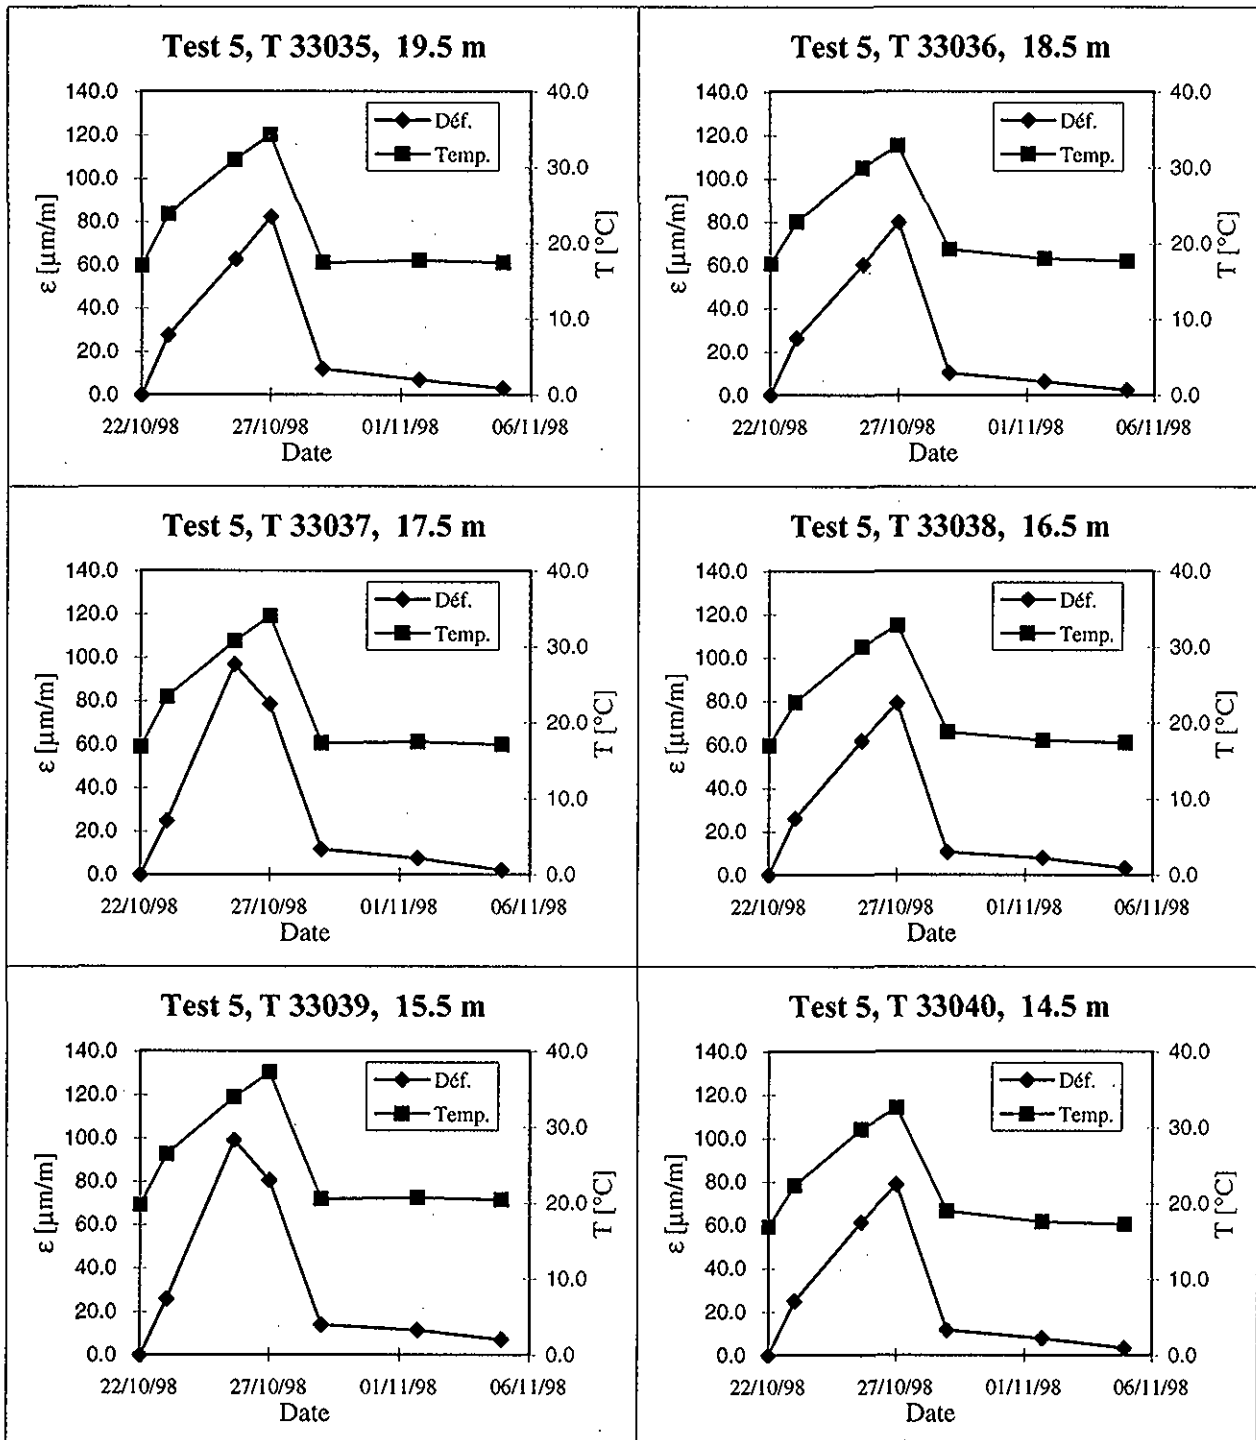 Test 5, T 33035, 19.5 m
140.0
120.0
100.0
80.0
60.0
40.0
20.0
0.0
ε [µm/m]
40.0
30.0
20.0
10.0
0.0
T [°C]
Déf.
Temp.
22/10/98 27/10/98 01/11/98 06/11/98
Date
Test 5, T 33036, 18.5 m
140.0
120.0
100.0
80.0
60.0
40.0
20.0
0.0
ε [µm/m]
40.0
30.0
20.0
10.0
0.0
T [°C]
Déf.
Temp.
22/10/98 27/10/98 01/11/98 06/11/98
Date
Test 5, T 33037, 17.5 m
140.0
120.0
100.0
80.0
60.0
40.0
20.0
0.0
ε [µm/m]
40.0
30.0
20.0
10.0
0.0
T [°C]
Déf.
Temp.
22/10/98 27/10/98 01/11/98 06/11/98
Date
Test 5, T 33038, 16.5 m
140.0
120.0
100.0
80.0
60.0
40.0
20.0
0.0
ε [µm/m]
40.0
30.0
20.0
10.0
0.0
T [°C]
Déf.
Temp.
22/10/98 27/10/98 01/11/98 06/11/98
Date
Test 5, T 33039, 15.5 m
140.0
120.0
100.0
80.0
60.0
40.0
20.0
0.0
ε [µm/m]
40.0
30.0
20.0
10.0
0.0
T [°C]
Déf.
Temp.
22/10/98 27/10/98 01/11/98 06/11/98
Date
Test 5, T 33040, 14.5 m
140.0
120.0
100.0
80.0
60.0
40.0
20.0
0.0
ε [µm/m]
40.0
30.0
20.0
10.0
0.0
T [°C]
Déf.
Temp.
22/10/98 27/10/98 01/11/98 06/11/98
Date